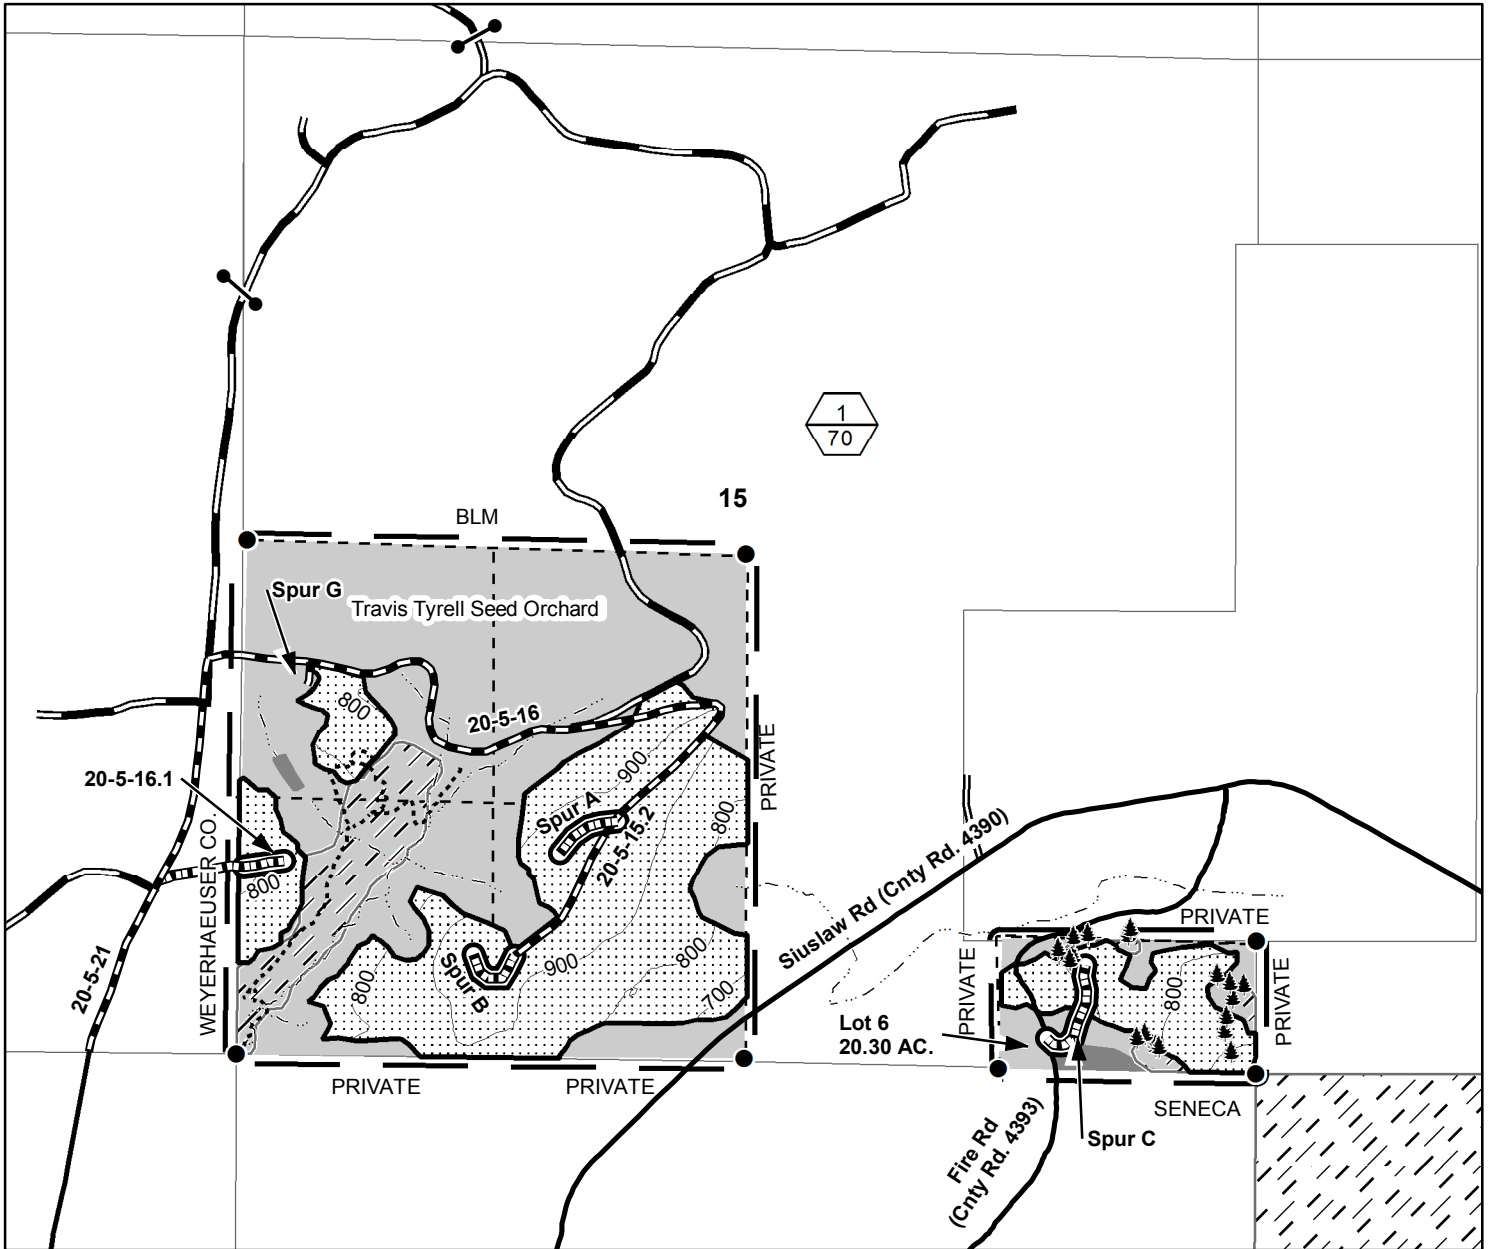 1
70
15
BLM
Spur G
Travis Tyrell Seed Orchard
800
20-5-16
PRIVATE
20-5-16.1
900
Spur A
800
20-5-15.2
Siuslaw Rd (Cnty Rd. 4390)
WEYERHAEUSER CO.
800
PRIVATE
20-5-21
Spur B
900
800
800
700
PRIVATE
800
PRIVATE
Lot 6
20.30 AC.
PRIVATE
PRIVATE
SENECA
Fire Rd
(Cnty Rd. 4393)
Spur C